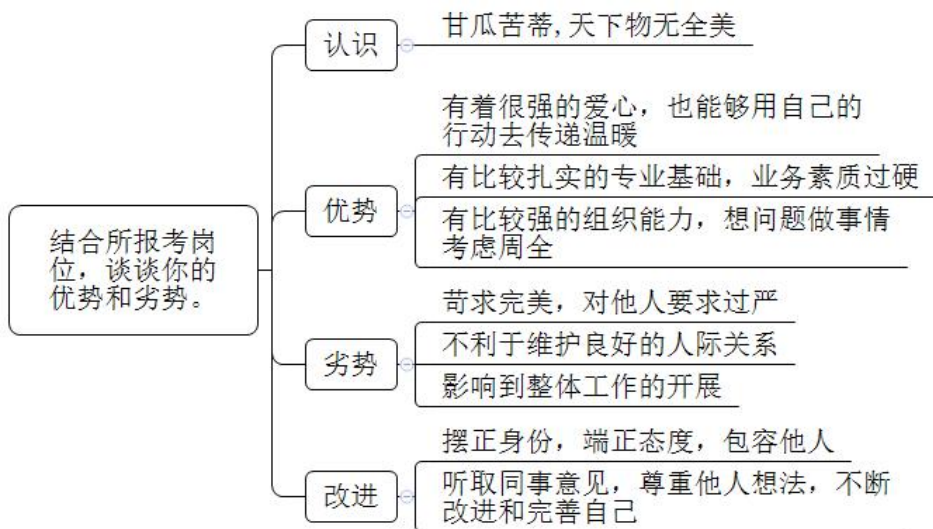 结合所报考岗
位，谈谈你的
优势和劣势。
认识
甘瓜苦蒂,天下物无全美
优势
有着很强的爱心，也能够用自己的
行动去传递温暖
有比较扎实的专业基础，业务素质过硬
有比较强的组织能力，想问题做事情
考虑周全
劣势
苛求完美，对他人要求过严
不利于维护良好的人际关系
影响到整体工作的开展
改进
摆正身份，端正态度，包容他人
听取同事意见，尊重他人想法，不断
改进和完善自己